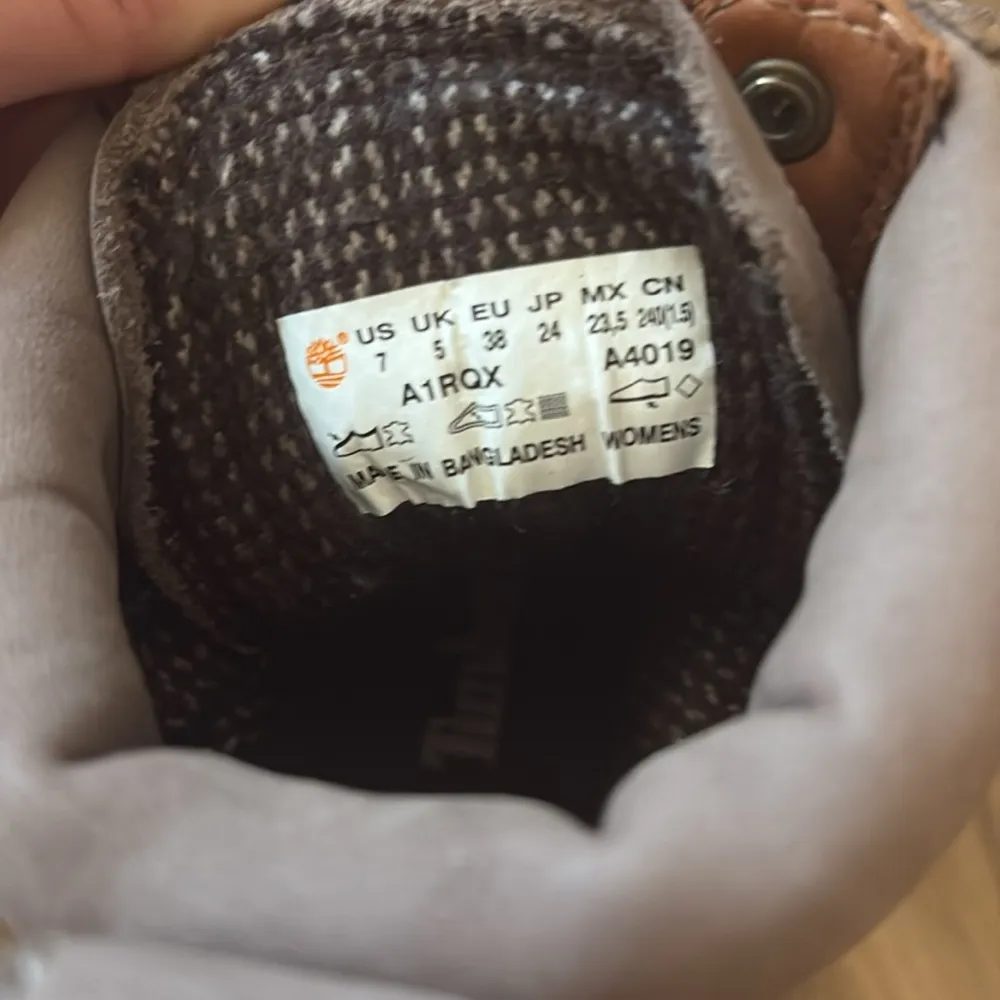 US UK EU JP MX CN
7 5 38 24 23,5 240(1.5)
A1RQX A4019
MADE IN BANGLADESH WOMENS